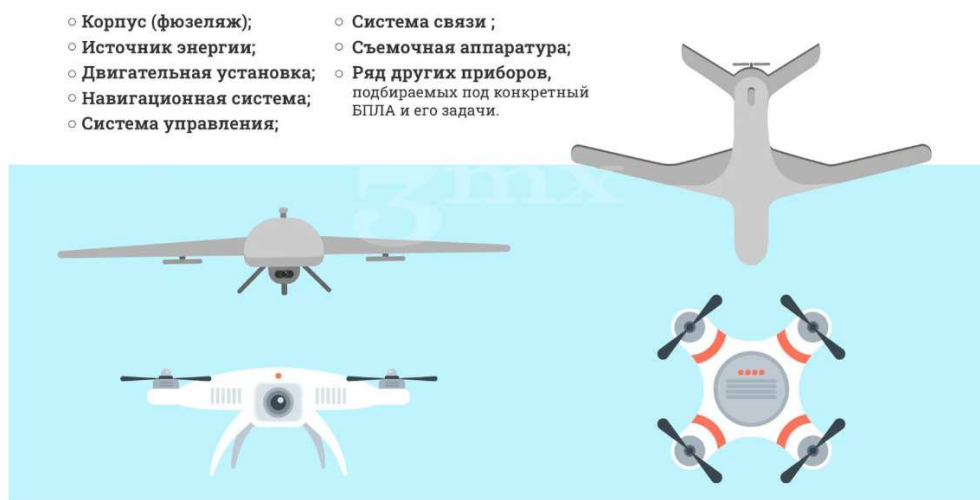 ○ Корпус (фюзеляж);
○ Источник энергии;
○ Двигательная установка;
○ Навигационная система;
○ Система управления;
○ Система связи ;
○ Съемочная аппаратура;
○ Ряд других приборов,
подбираемых под конкретный
БПЛА и его задачи.
3mx